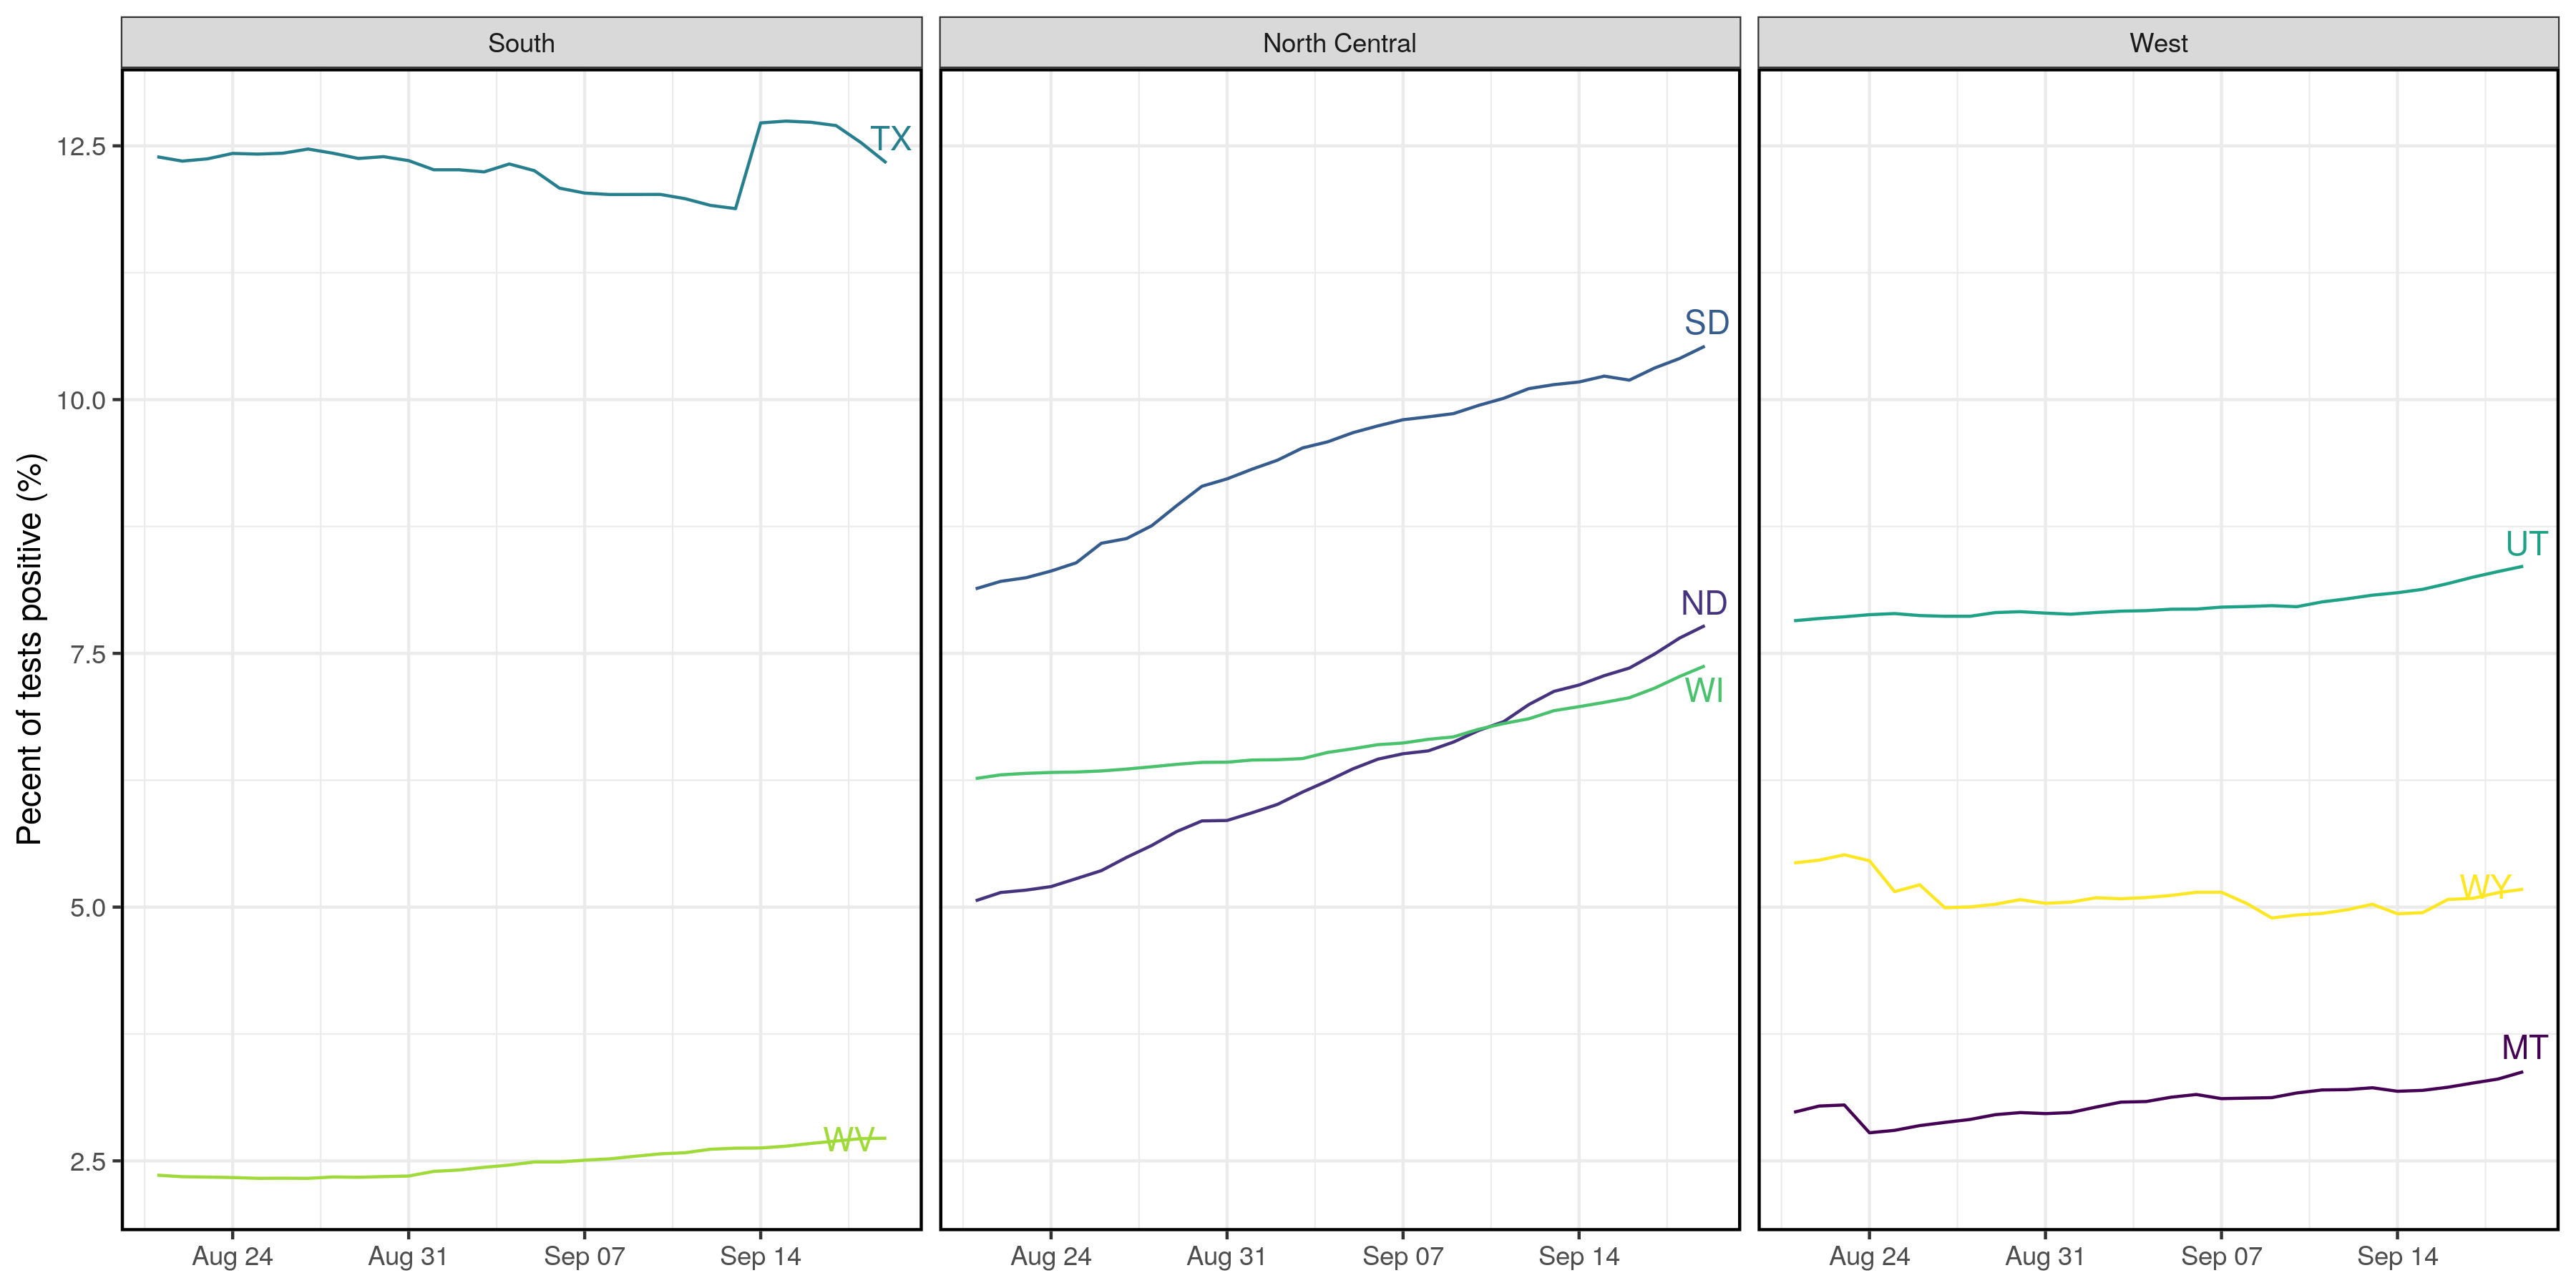 South North Central West
Pecent of tests positive (%)
12.5
10.0
7.5
5.0
2.5
TX
WV
SD
ND
WI
UT
WY
MT
Aug 24 Aug 31 Sep 07 Sep 14 Aug 24 Aug 31 Sep 07 Sep 14 Aug 24 Aug 31 Sep 07 Sep 14